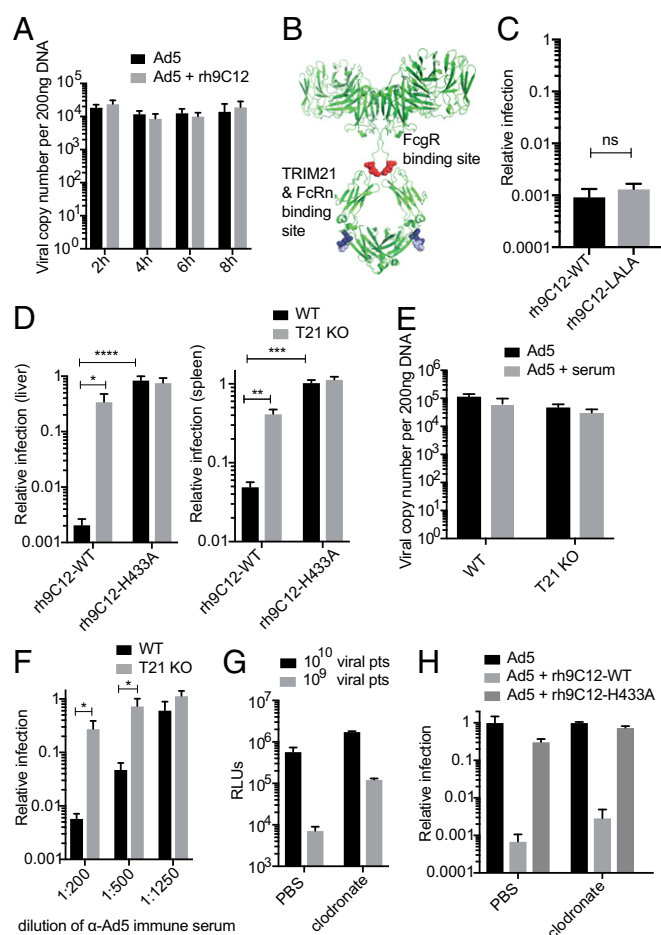 A
Ad5
Ad5 + rh9C12
Viral copy number per 200ng DNA
10^5
10^4
10^3
10^2
10^1
10^0
2h
4h
6h
8h
B
FcgR
binding site
TRIM21
& FcRn
binding
site
C
Relative infection
1
0.1
0.01
0.001
0.0001
ns
rh9C12-WT
rh9C12-LALA
D
WT
T21 KO
Relative infection (liver)
1
0.1
0.01
0.001
****
*
rh9C12-WT
rh9C12-H433A
Relative infection (spleen)
1
0.1
0.01
***
**
rh9C12-WT
rh9C12-H433A
E
Ad5
Ad5 + serum
Viral copy number per 200ng DNA
10^6
10^5
10^4
10^3
10^2
10^1
10^0
WT
T21 KO
F
WT
T21 KO
Relative infection
1
0.1
0.01
0.001
*
*
1:200
1:500
1:1250
dilution of α-Ad5 immune serum
G
10^10 viral pts
10^9 viral pts
RLUs
10^7
10^6
10^5
10^4
10^3
PBS
clodronate
H
Ad5
Ad5 + rh9C12-WT
Ad5 + rh9C12-H433A
Relative infection
1
0.1
0.01
0.001
0.0001
PBS
clodronate